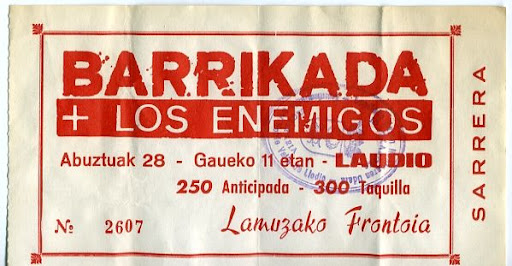 BARRIKADA
+ LOS ENEMIGOS
Abuztuak 28 - Gaueko 11 etan - LAUDIO
250 Anticipada - 300 Taquilla
Nº 2607
Lamuzako Frontoia
SARRERA